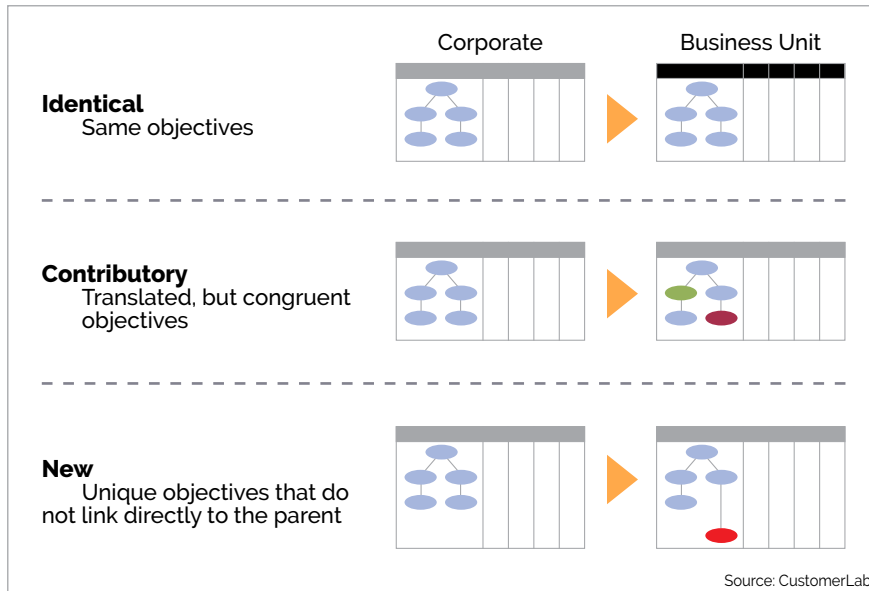 Corporate
Business Unit
Identical
Same objectives
Contributory
Translated, but congruent
objectives
New
Unique objectives that do
not link directly to the parent
Source: CustomerLab